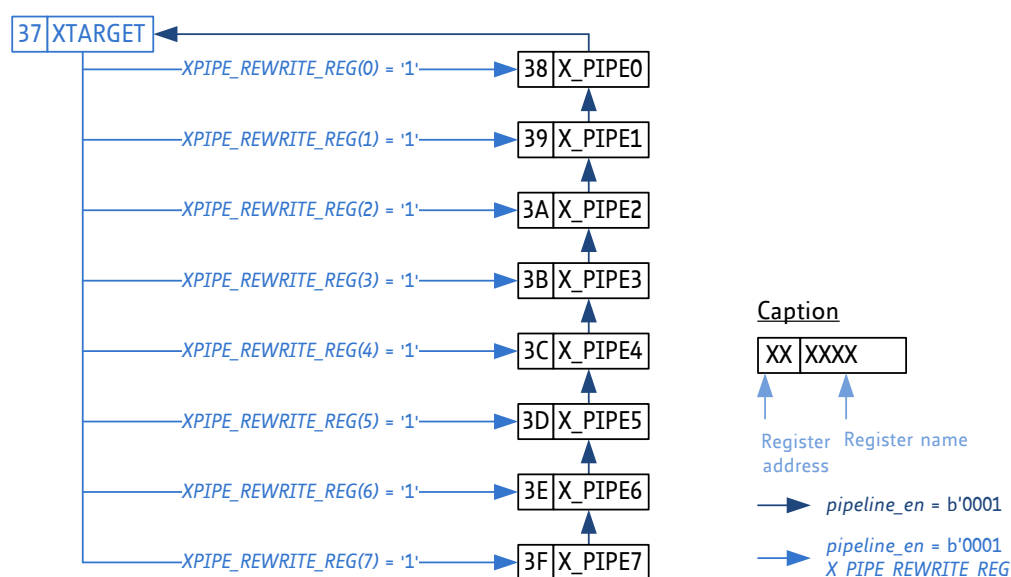 37 XTARGET
XPIPE_REWRITE_REG(0) = '1' 38 X_PIPE0
XPIPE_REWRITE_REG(1) = '1' 39 X_PIPE1
XPIPE_REWRITE_REG(2) = '1' 3A X_PIPE2
XPIPE_REWRITE_REG(3) = '1' 3B X_PIPE3
XPIPE_REWRITE_REG(4) = '1' 3C X_PIPE4
XPIPE_REWRITE_REG(5) = '1' 3D X_PIPE5
XPIPE_REWRITE_REG(6) = '1' 3E X_PIPE6
XPIPE_REWRITE_REG(7) = '1' 3F X_PIPE7
Caption
XX XXXX
Register address
Register name
pipeline_en = b'0001
pipeline_en = b'0001
X_PIPE_REWRITE_REG